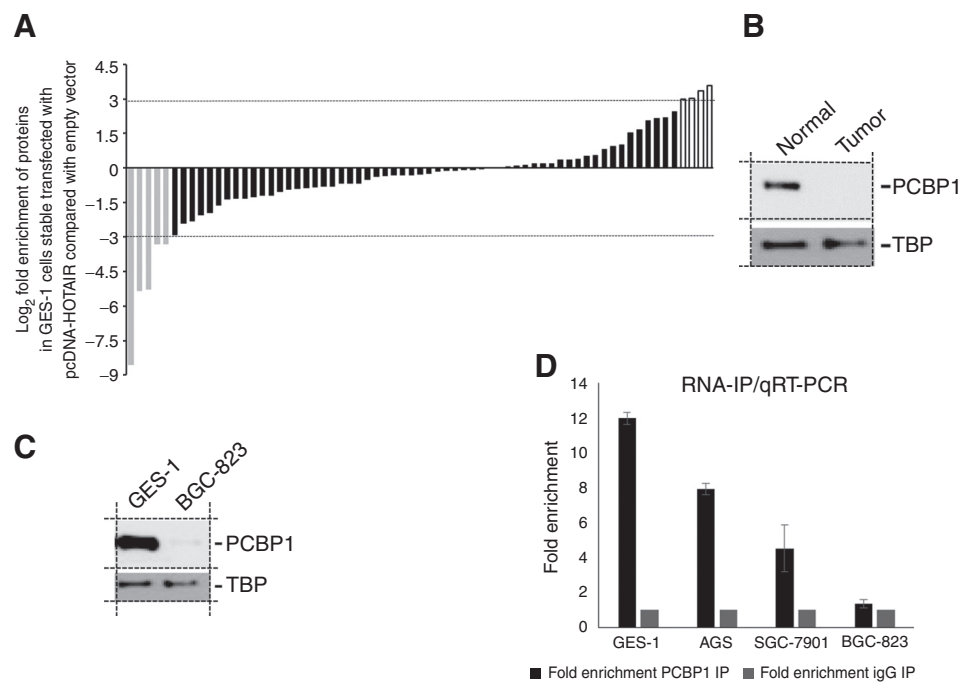 A
Log2 fold enrichment of proteins
in GES-1 cells stable transfected with
pcDNA-HOTAIR compared with empty vector
4.5
3
1.5
0
−1.5
−3
−4.5
−6
−7.5
−9
B
Normal
Tumor
PCBP1
TBP
C
GES-1
BGC-823
PCBP1
TBP
D
RNA-IP/qRT-PCR
Fold enrichment
14
12
10
8
6
4
2
0
GES-1 AGS SGC-7901 BGC-823
Fold enrichment PCBP1 IP Fold enrichment igG IP